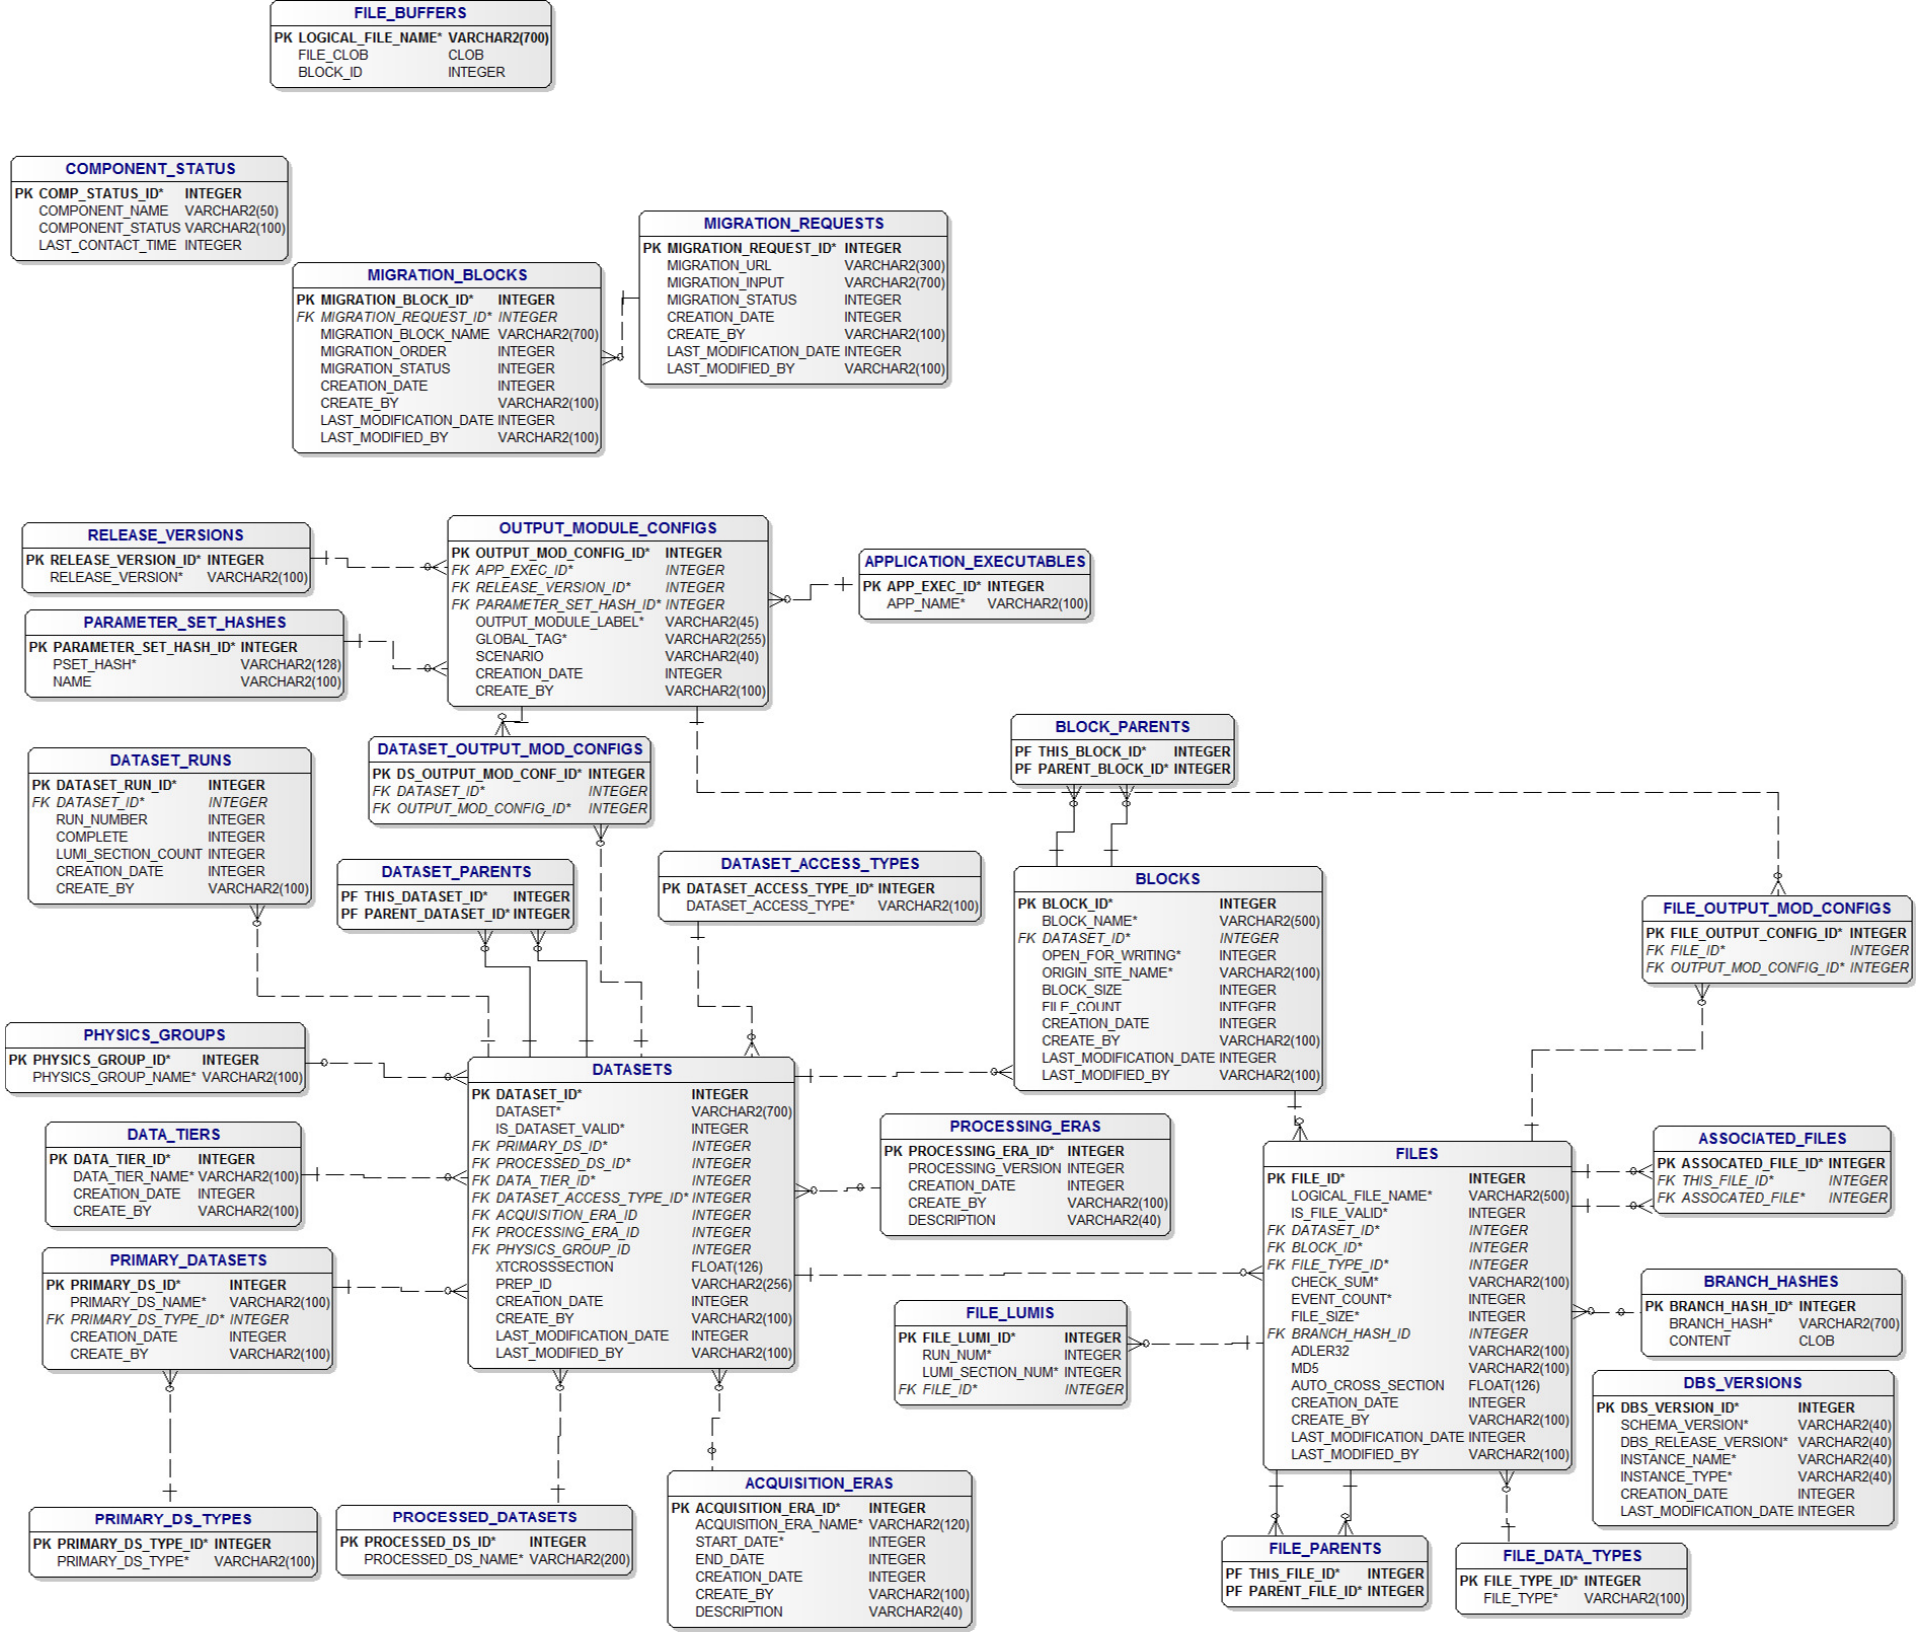 FILE_BUFFERS
PK LOGICAL_FILE_NAME* VARCHAR2(700)
FILE_CLOB CLOB
BLOCK_ID INTEGER
COMPONENT_STATUS
PK COMP_STATUS_ID* INTEGER
COMPONENT_NAME VARCHAR2(50)
COMPONENT_STATUS VARCHAR2(100)
LAST_CONTACT_TIME INTEGER
MIGRATION_REQUESTS
PK MIGRATION_REQUEST_ID* INTEGER
MIGRATION_URL VARCHAR2(300)
MIGRATION_INPUT VARCHAR2(700)
MIGRATION_STATUS INTEGER
CREATION_DATE INTEGER
CREATE_BY VARCHAR2(100)
LAST_MODIFICATION_DATE INTEGER
LAST_MODIFIED_BY VARCHAR2(100)
MIGRATION_BLOCKS
PK MIGRATION_BLOCK_ID* INTEGER
FK MIGRATION_REQUEST_ID* INTEGER
MIGRATION_BLOCK_NAME VARCHAR2(700)
MIGRATION_ORDER INTEGER
MIGRATION_STATUS INTEGER
CREATION_DATE INTEGER
CREATE_BY VARCHAR2(100)
LAST_MODIFICATION_DATE INTEGER
LAST_MODIFIED_BY VARCHAR2(100)
RELEASE_VERSIONS
PK RELEASE_VERSION_ID* INTEGER
RELEASE_VERSION* VARCHAR2(100)
OUTPUT_MODULE_CONFIGS
PK OUTPUT_MOD_CONFIG_ID* INTEGER
FK APP_EXEC_ID* INTEGER
FK RELEASE_VERSION_ID* INTEGER
FK PARAMETER_SET_HASH_ID* INTEGER
OUTPUT_MODULE_LABEL* VARCHAR2(45)
GLOBAL_TAG* VARCHAR2(255)
SCENARIO VARCHAR2(40)
CREATION_DATE INTEGER
CREATE_BY VARCHAR2(100)
APPLICATION_EXECUTABLES
PK APP_EXEC_ID* INTEGER
APP_NAME* VARCHAR2(100)
PARAMETER_SET_HASHES
PK PARAMETER_SET_HASH_ID* INTEGER
PSET_HASH* VARCHAR2(128)
NAME VARCHAR2(100)
DATASET_RUNS
PK DATASET_RUN_ID* INTEGER
FK DATASET_ID* INTEGER
RUN_NUMBER INTEGER
COMPLETE INTEGER
LUMI_SECTION_COUNT INTEGER
CREATION_DATE INTEGER
CREATE_BY VARCHAR2(100)
DATASET_OUTPUT_MOD_CONFIGS
PK DS_OUTPUT_MOD_CONF_ID* INTEGER
FK DATASET_ID* INTEGER
FK OUTPUT_MOD_CONFIG_ID* INTEGER
BLOCK_PARENTS
PF THIS_BLOCK_ID* INTEGER
PF PARENT_BLOCK_ID* INTEGER
DATASET_PARENTS
PF THIS_DATASET_ID* INTEGER
PF PARENT_DATASET_ID* INTEGER
DATASET_ACCESS_TYPES
PK DATASET_ACCESS_TYPE_ID* INTEGER
DATASET_ACCESS_TYPE* VARCHAR2(100)
BLOCKS
PK BLOCK_ID* INTEGER
BLOCK_NAME* VARCHAR2(500)
FK DATASET_ID* INTEGER
OPEN_FOR_WRITING* INTEGER
ORIGIN_SITE_NAME* VARCHAR2(100)
BLOCK_SIZE INTEGER
FILE_COUNT INTEGER
CREATION_DATE INTEGER
CREATE_BY VARCHAR2(100)
LAST_MODIFICATION_DATE INTEGER
LAST_MODIFIED_BY VARCHAR2(100)
FILE_OUTPUT_MOD_CONFIGS
PK FILE_OUTPUT_CONFIG_ID* INTEGER
FK FILE_ID* INTEGER
FK OUTPUT_MOD_CONFIG_ID* INTEGER
PHYSICS_GROUPS
PK PHYSICS_GROUP_ID* INTEGER
PHYSICS_GROUP_NAME* VARCHAR2(100)
DATASETS
PK DATASET_ID* INTEGER
DATASET* VARCHAR2(700)
IS_DATASET_VALID* INTEGER
FK PRIMARY_DS_ID* INTEGER
FK PROCESSED_DS_ID* INTEGER
FK DATA_TIER_ID* INTEGER
FK DATASET_ACCESS_TYPE_ID* INTEGER
FK ACQUISITION_ERA_ID INTEGER
FK PROCESSING_ERA_ID INTEGER
FK PHYSICS_GROUP_ID INTEGER
XTCROSSSECTION FLOAT(126)
PREP_ID VARCHAR2(256)
CREATION_DATE INTEGER
CREATE_BY VARCHAR2(100)
LAST_MODIFICATION_DATE INTEGER
LAST_MODIFIED_BY VARCHAR2(100)
DATA_TIERS
PK DATA_TIER_ID* INTEGER
DATA_TIER_NAME* VARCHAR2(100)
CREATION_DATE INTEGER
CREATE_BY VARCHAR2(100)
PROCESSING_ERAS
PK PROCESSING_ERA_ID* INTEGER
PROCESSING_VERSION INTEGER
CREATION_DATE INTEGER
CREATE_BY VARCHAR2(100)
DESCRIPTION VARCHAR2(40)
FILES
PK FILE_ID* INTEGER
LOGICAL_FILE_NAME* VARCHAR2(500)
IS_FILE_VALID* INTEGER
FK DATASET_ID* INTEGER
FK BLOCK_ID* INTEGER
FK FILE_TYPE_ID* INTEGER
CHECK_SUM* VARCHAR2(100)
EVENT_COUNT* INTEGER
FILE_SIZE* INTEGER
FK BRANCH_HASH_ID INTEGER
ADLER32 VARCHAR2(100)
MD5 VARCHAR2(100)
AUTO_CROSS_SECTION FLOAT(126)
CREATION_DATE INTEGER
CREATE_BY VARCHAR2(100)
LAST_MODIFICATION_DATE INTEGER
LAST_MODIFIED_BY VARCHAR2(100)
ASSOCIATED_FILES
PK ASSOCATED_FILE_ID* INTEGER
FK THIS_FILE_ID* INTEGER
FK ASSOCATED_FILE* INTEGER
PRIMARY_DATASETS
PK PRIMARY_DS_ID* INTEGER
PRIMARY_DS_NAME* VARCHAR2(100)
FK PRIMARY_DS_TYPE_ID* INTEGER
CREATION_DATE INTEGER
CREATE_BY VARCHAR2(100)
FILE_LUMIS
PK FILE_LUMI_ID* INTEGER
RUN_NUM* INTEGER
LUMI_SECTION_NUM* INTEGER
FK FILE_ID* INTEGER
BRANCH_HASHES
PK BRANCH_HASH_ID* INTEGER
BRANCH_HASH* VARCHAR2(700)
CONTENT CLOB
DBS_VERSIONS
PK DBS_VERSION_ID* INTEGER
SCHEMA_VERSION* VARCHAR2(40)
DBS_RELEASE_VERSION* VARCHAR2(40)
INSTANCE_NAME* VARCHAR2(40)
INSTANCE_TYPE* VARCHAR2(40)
CREATION_DATE INTEGER
LAST_MODIFICATION_DATE INTEGER
PRIMARY_DS_TYPES
PK PRIMARY_DS_TYPE_ID* INTEGER
PRIMARY_DS_TYPE* VARCHAR2(100)
PROCESSED_DATASETS
PK PROCESSED_DS_ID* INTEGER
PROCESSED_DS_NAME* VARCHAR2(200)
ACQUISITION_ERAS
PK ACQUISITION_ERA_ID* INTEGER
ACQUISITION_ERA_NAME* VARCHAR2(120)
START_DATE* INTEGER
END_DATE INTEGER
CREATION_DATE INTEGER
CREATE_BY VARCHAR2(100)
DESCRIPTION VARCHAR2(40)
FILE_PARENTS
PF THIS_FILE_ID* INTEGER
PF PARENT_FILE_ID* INTEGER
FILE_DATA_TYPES
PK FILE_TYPE_ID* INTEGER
FILE_TYPE* VARCHAR2(100)